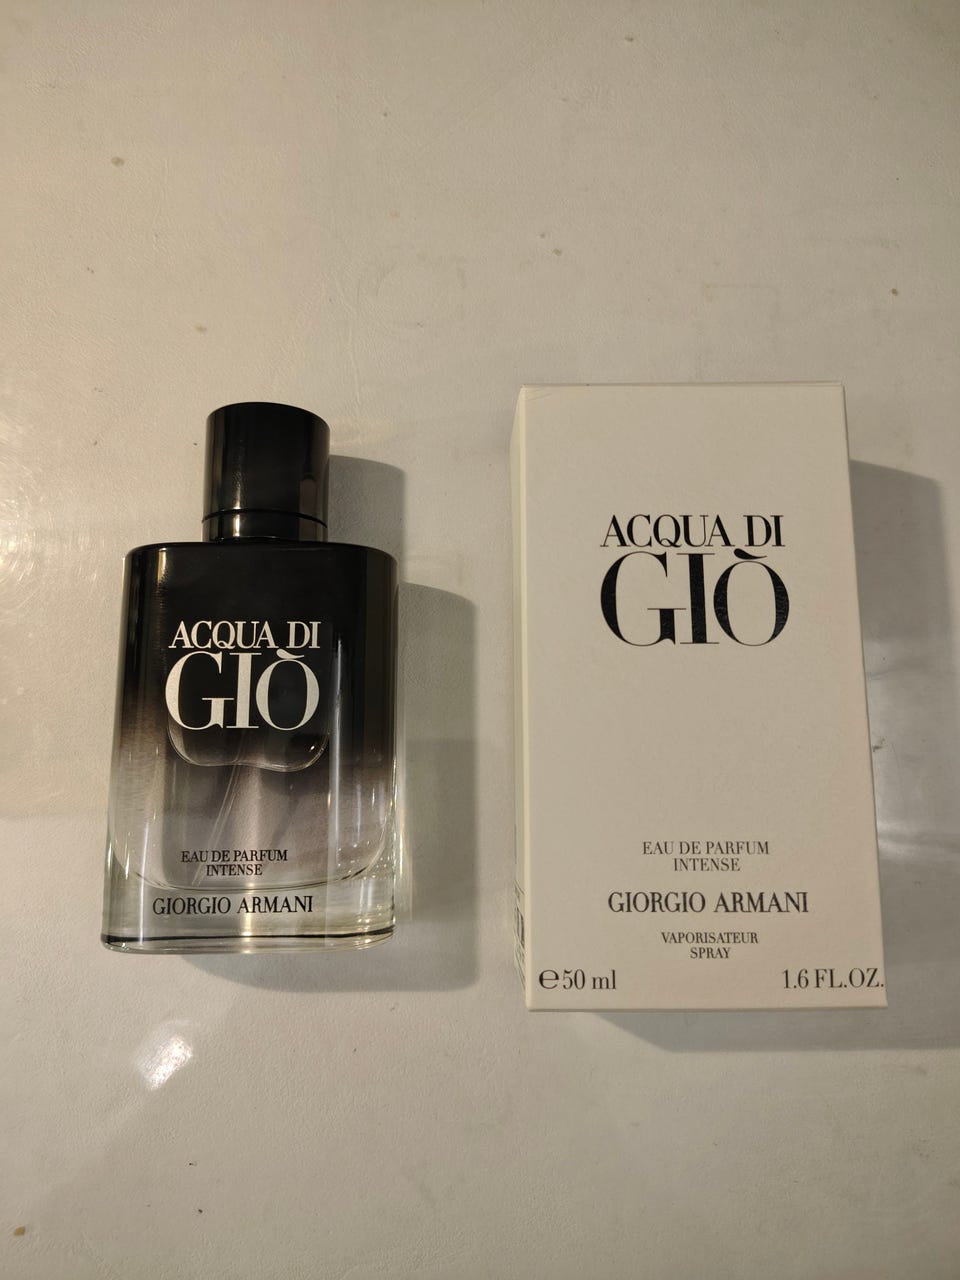 ACQUA DI
GIÒ
EAU DE PARFUM
INTENSE
GIORGIO ARMANI
ACQUA DI
GIÒ
EAU DE PARFUM
INTENSE
GIORGIO ARMANI
VAPORISATEUR
SPRAY
℮50 ml 1.6 FL.OZ.